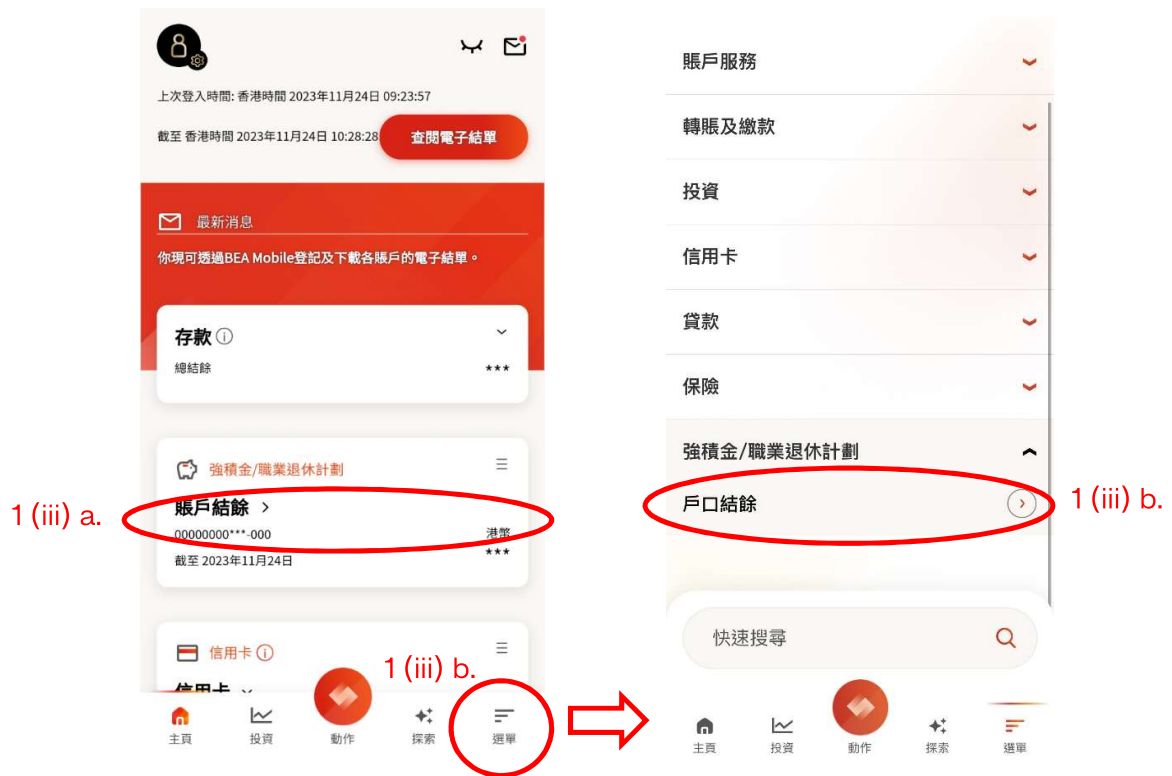 上次登入時間: 香港時間 2023年11月24日 09:23:57
截至 香港時間 2023年11月24日 10:28:28
查閱電子結單
最新消息
你現可透過BEA Mobile登記及下載各賬戶的電子結單。
存款
總結餘
***
強積金/職業退休計劃
1 (iii) a.
賬戶結餘
00000000***-000
港幣
截至 2023年11月24日
***
信用卡
1 (iii) b.
信用卡
主頁
投資
動作
探索
選單
賬戶服務
轉賬及繳款
投資
信用卡
貸款
保險
強積金/職業退休計劃
戶口結餘
1 (iii) b.
快速搜尋
主頁
投資
動作
探索
選單